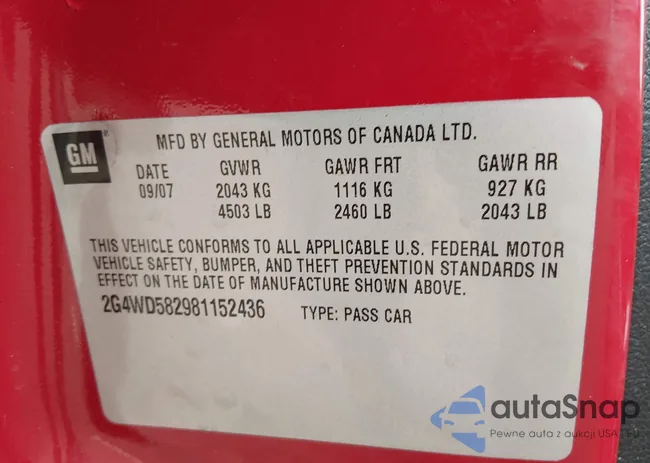 GM
MFD BY GENERAL MOTORS OF CANADA LTD.
DATE GVWR GAWR FRT GAWR RR
09/07 2043 KG 1116 KG 927 KG
4503 LB 2460 LB 2043 LB
THIS VEHICLE CONFORMS TO ALL APPLICABLE U.S. FEDERAL MOTOR
VEHICLE SAFETY, BUMPER, AND THEFT PREVENTION STANDARDS IN
EFFECT ON THE DATE OF MANUFACTURE SHOWN ABOVE.
2G4WD582981152436 TYPE: PASS CAR
autaSnap
Pewne auta z aukcji USA